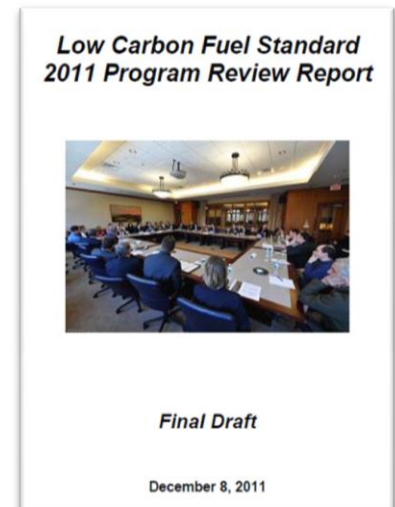 Low Carbon Fuel Standard
2011 Program Review Report
Final Draft
December 8, 2011